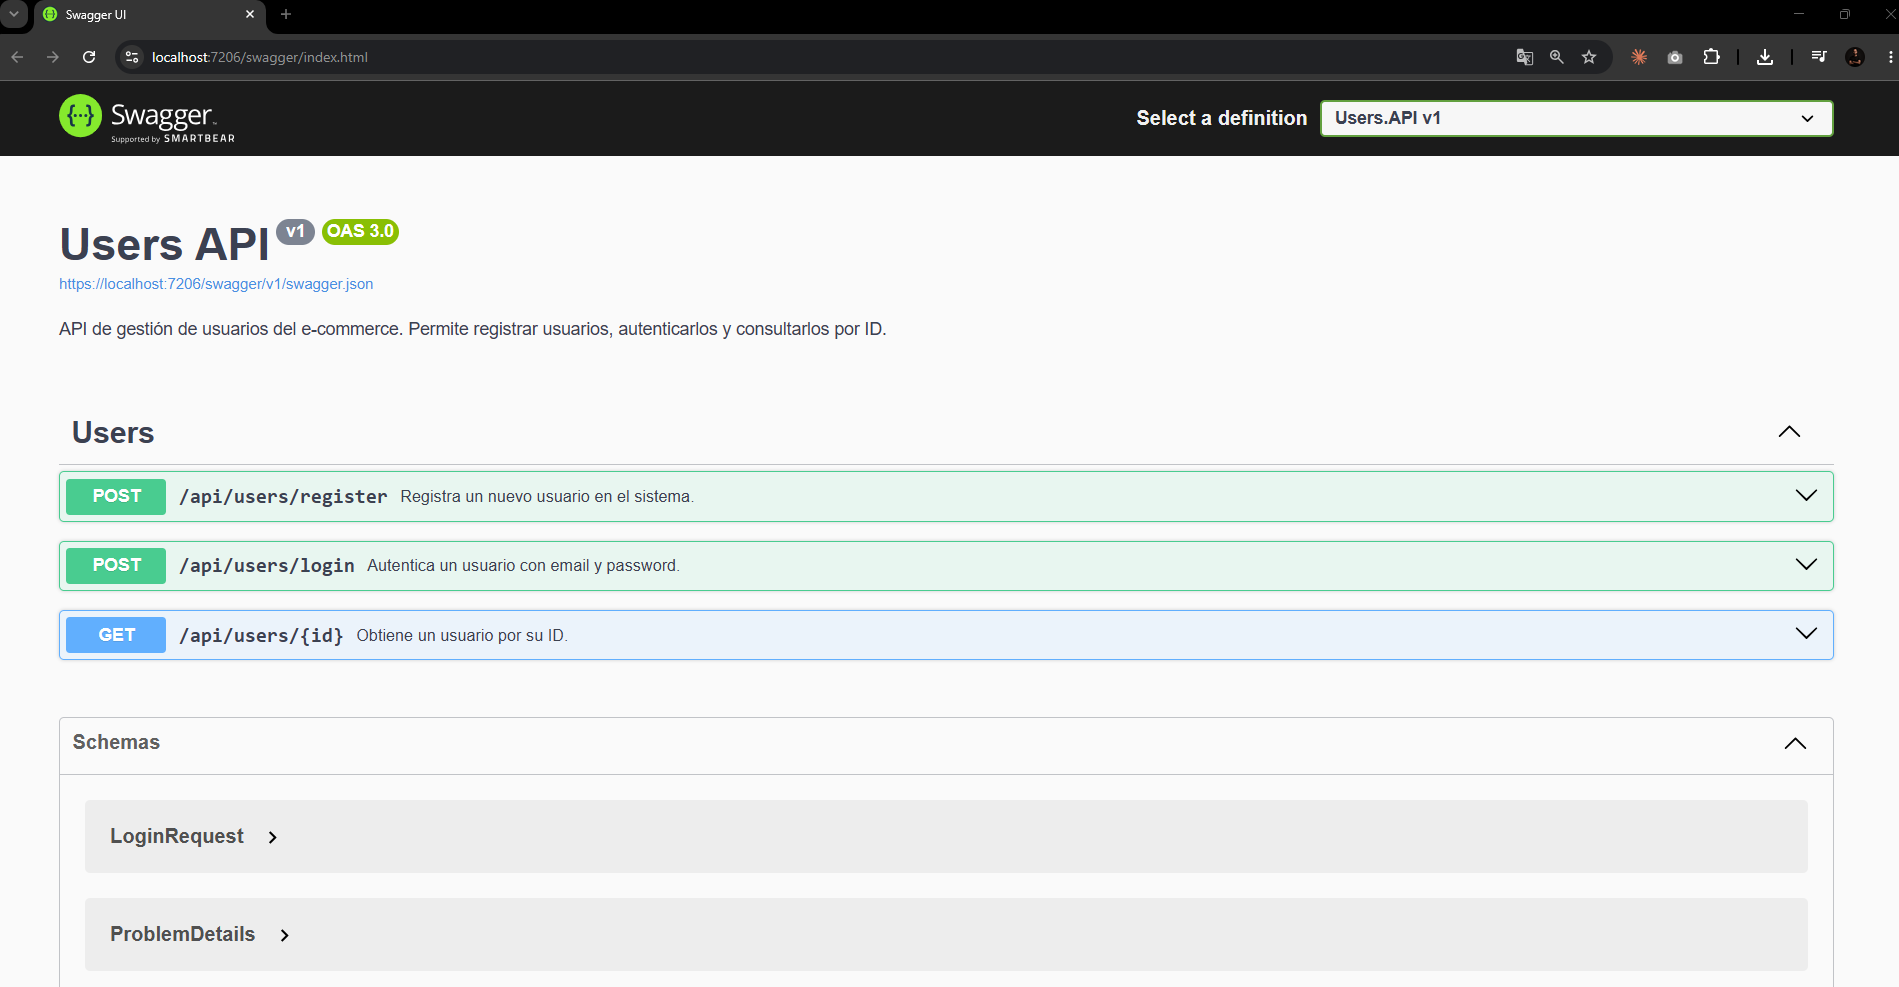 Swagger UI
localhost:7206/swagger/index.html
{···} Swagger™
Supported by SMARTBEAR
Select a definition
Users.API v1
Users API v1 OAS 3.0
https://localhost:7206/swagger/v1/swagger.json
API de gestión de usuarios del e-commerce. Permite registrar usuarios, autenticarlos y consultarlos por ID.
Users
POST /api/users/register Registra un nuevo usuario en el sistema.
POST /api/users/login Autentica un usuario con email y password.
GET /api/users/{id} Obtiene un usuario por su ID.
Schemas
LoginRequest
ProblemDetails